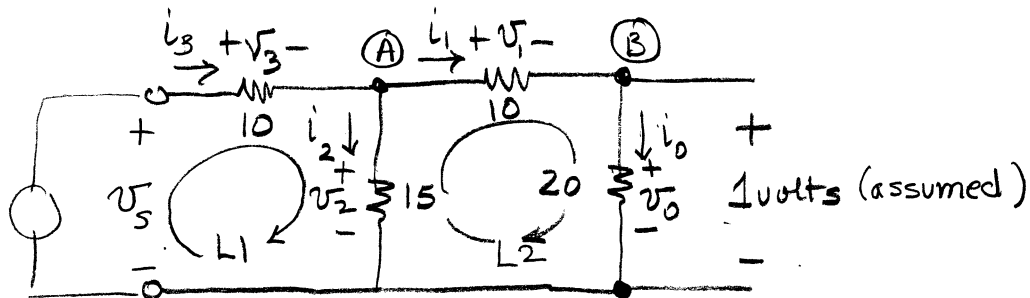 i3 + v3 − A i1 + v1 − B
10 10
+ i2 i0 +
vs + v2 − 15 20 + v0 − 1 volts (assumed)
− L1 L2 −